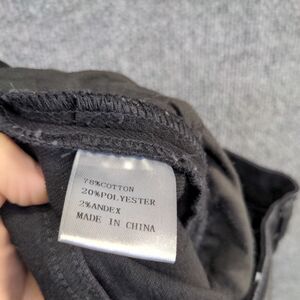 78%COTTON
20%POLYESTER
2%ANDEX
MADE IN CHINA